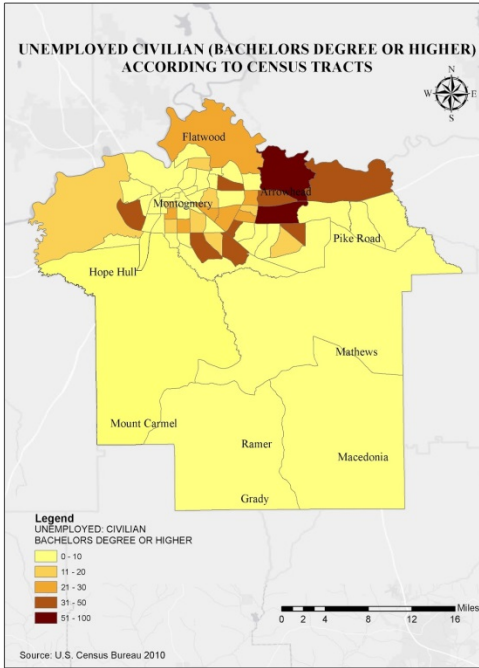 UNEMPLOYED CIVILIAN (BACHELORS DEGREE OR HIGHER)
ACCORDING TO CENSUS TRACTS
N
W E
S
Flatwood
Arrowhead
Montogmery
Pike Road
Hope Hull
Mathews
Mount Carmel
Ramer
Macedonia
Grady
Legend
UNEMPLOYED: CIVILIAN
BACHELORS DEGREE OR HIGHER
0 - 10
11 - 20
21 - 30
31 - 50
51 - 100
Miles
0 2 4 8 12 16
Source: U.S. Census Bureau 2010